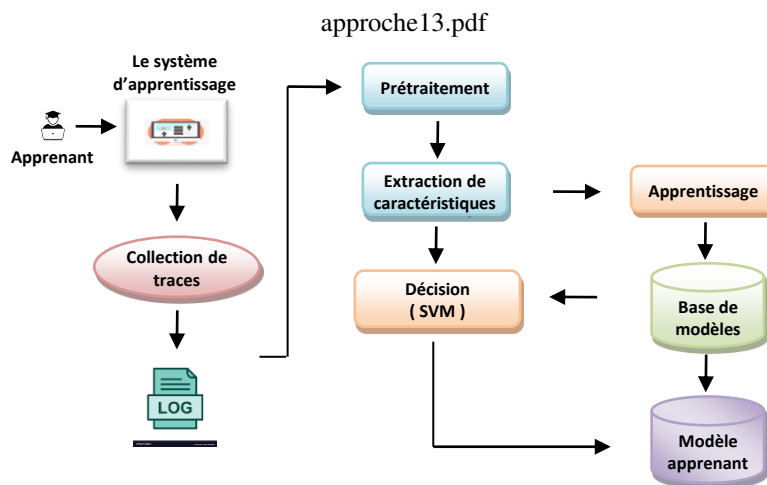 approche13.pdf
Le système
d'apprentissage
Apprenant
Collection de
traces
LOG
Prétraitement
Extraction de
caractéristiques
Apprentissage
Décision
( SVM )
Base de
modèles
Modèle
apprenant